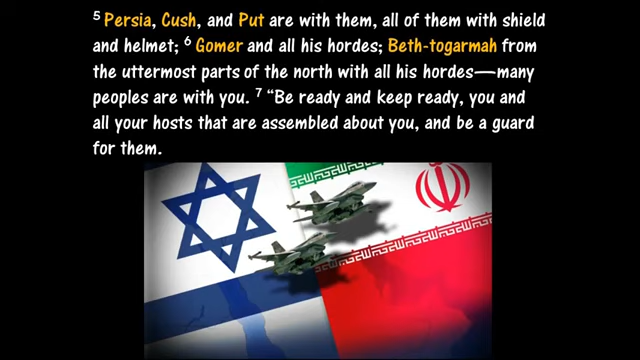 5 Persia, Cush, and Put are with them, all of them with shield
and helmet; 6 Gomer and all his hordes; Beth-togarmah from
the uttermost parts of the north with all his hordes—many
peoples are with you. 7 “Be ready and keep ready, you and
all your hosts that are assembled about you, and be a guard
for them.